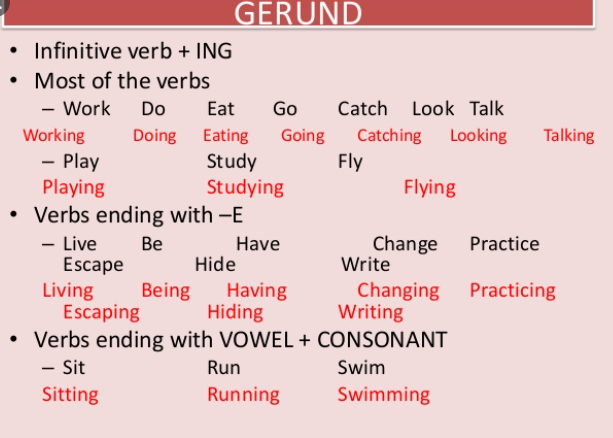 GERUND
• Infinitive verb + ING
• Most of the verbs
– Work Do Eat Go Catch Look Talk
Working Doing Eating Going Catching Looking Talking
– Play Study Fly
Playing Studying Flying
• Verbs ending with –E
– Live Be Have Change Practice
Escape Hide Write
Living Being Having Changing Practicing
Escaping Hiding Writing
• Verbs ending with VOWEL + CONSONANT
– Sit Run Swim
Sitting Running Swimming